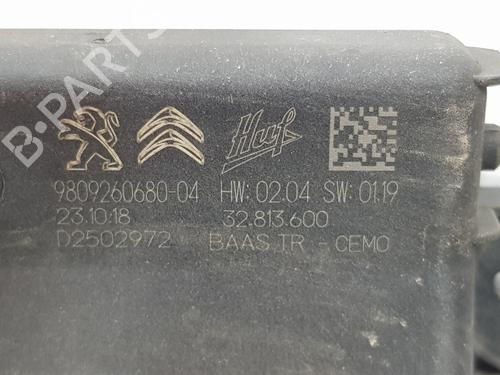 B-PARTS
Huf
9809260680-04 HW: 02.04 SW: 01.19
23.10.18 32.813.600
D2502972 BAAS TR - CEMO